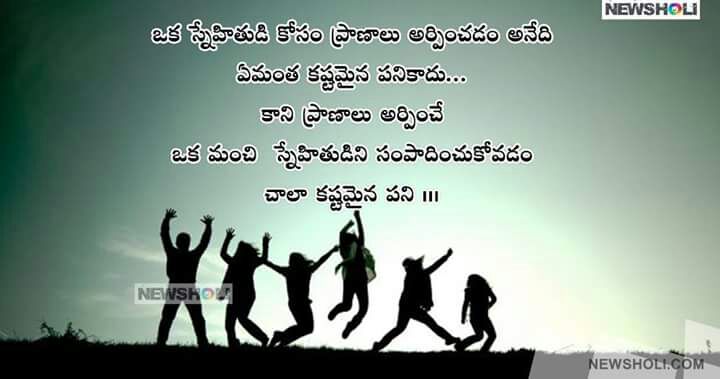 NEWSHOLI
ఒక స్నేహితుడి కోసం ప్రాణాలు అర్పించడం అనేది
ఏమంత కష్టమైన పనికాదు...
కాని ప్రాణాలు అర్పించే
ఒక మంచి స్నేహితుడిని సంపాదించుకోవడం
చాలా కష్టమైన పని !!!
NEWSHOLI
NEWSHOLI.COM